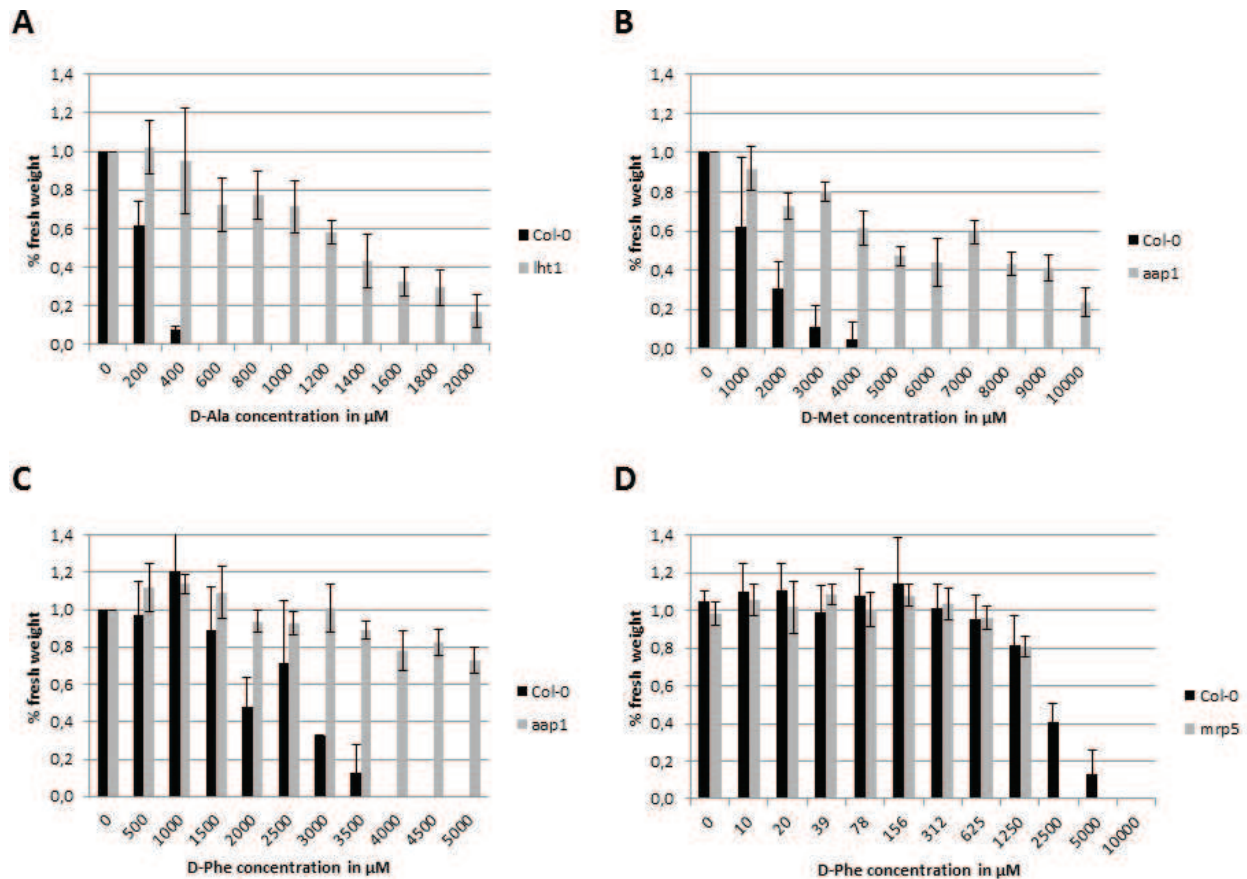 A
% fresh weight
1,4
1,2
1,0
0,8
0,6
0,4
0,2
0,0
0 200 400 600 800 1000 1200 1400 1600 1800 2000
D-Ala concentration in µM
Col-0
lht1
B
% fresh weight
1,4
1,2
1,0
0,8
0,6
0,4
0,2
0,0
0 1000 2000 3000 4000 5000 6000 7000 8000 9000 10000
D-Met concentration in µM
Col-0
aap1
C
% fresh weight
1,4
1,2
1,0
0,8
0,6
0,4
0,2
0,0
0 500 1000 1500 2000 2500 3000 3500 4000 4500 5000
D-Phe concentration in µM
Col-0
aap1
D
% fresh weight
1,4
1,2
1,0
0,8
0,6
0,4
0,2
0,0
0 10 20 39 78 156 312 625 1250 2500 5000 10000
D-Phe concentration in µM
Col-0
mrp5